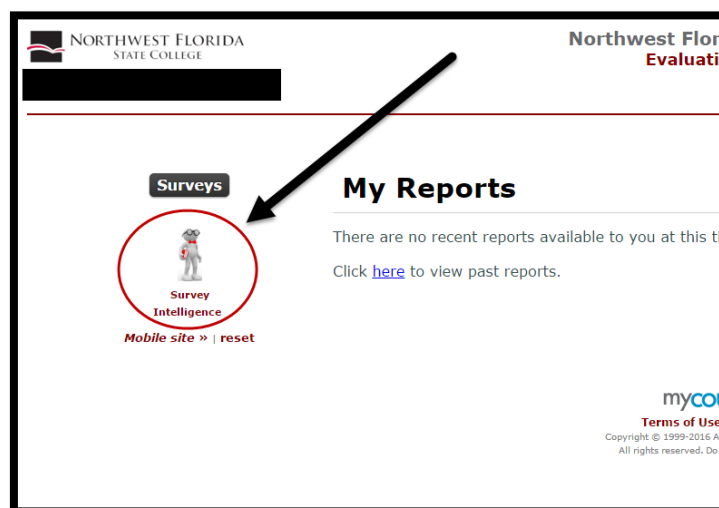 NORTHWEST FLORIDA
STATE COLLEGE
Northwest Flor
Evaluati
Surveys
My Reports
There are no recent reports available to you at this t
Click here to view past reports.
Survey
Intelligence
Mobile site » | reset
mycou
Terms of Use
Copyright © 1999-2016 A
All rights reserved. Do